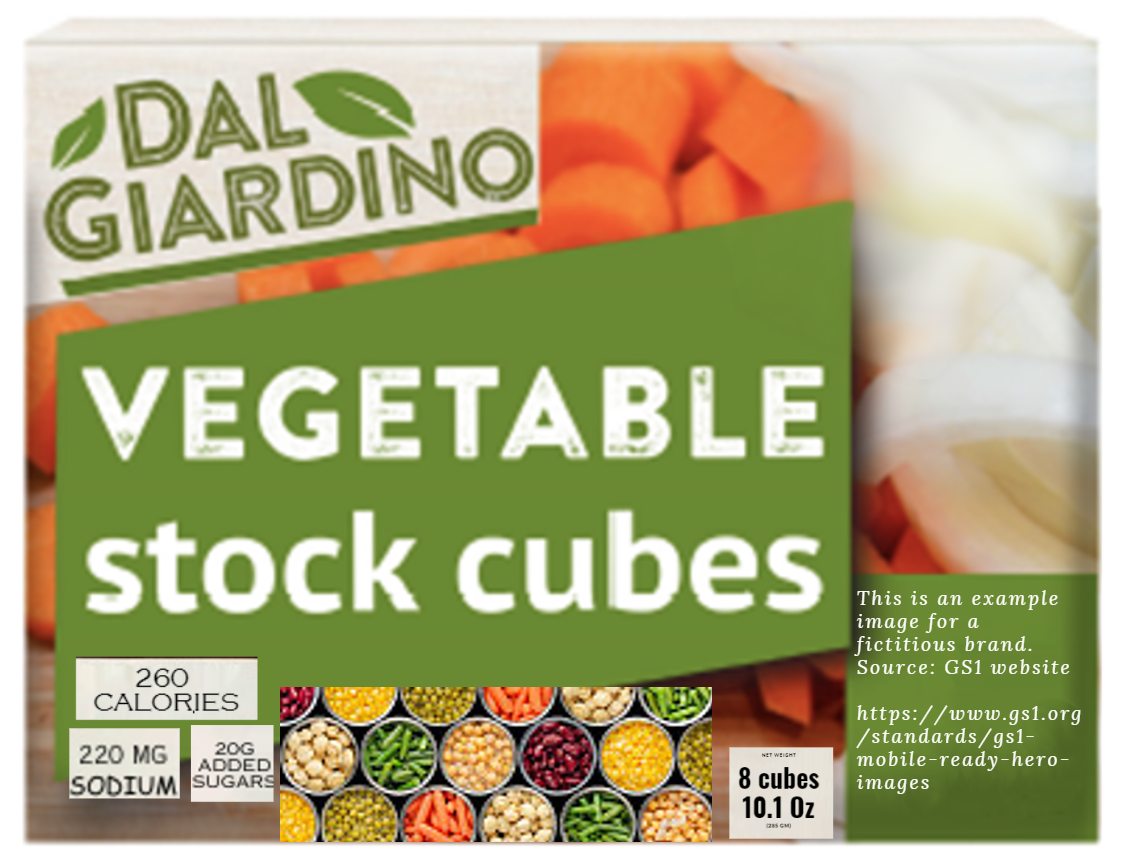 DAL
GIARDINO
VEGETABLE
stock cubes
260
CALORIES
220 MG
SODIUM
20G
ADDED
SUGARS
NET WEIGHT
8 cubes
10.1 Oz
(285 GM)
This is an example
image for a
fictitious brand.
Source: GS1 website
https://www.gs1.org
/standards/gs1-
mobile-ready-hero-
images